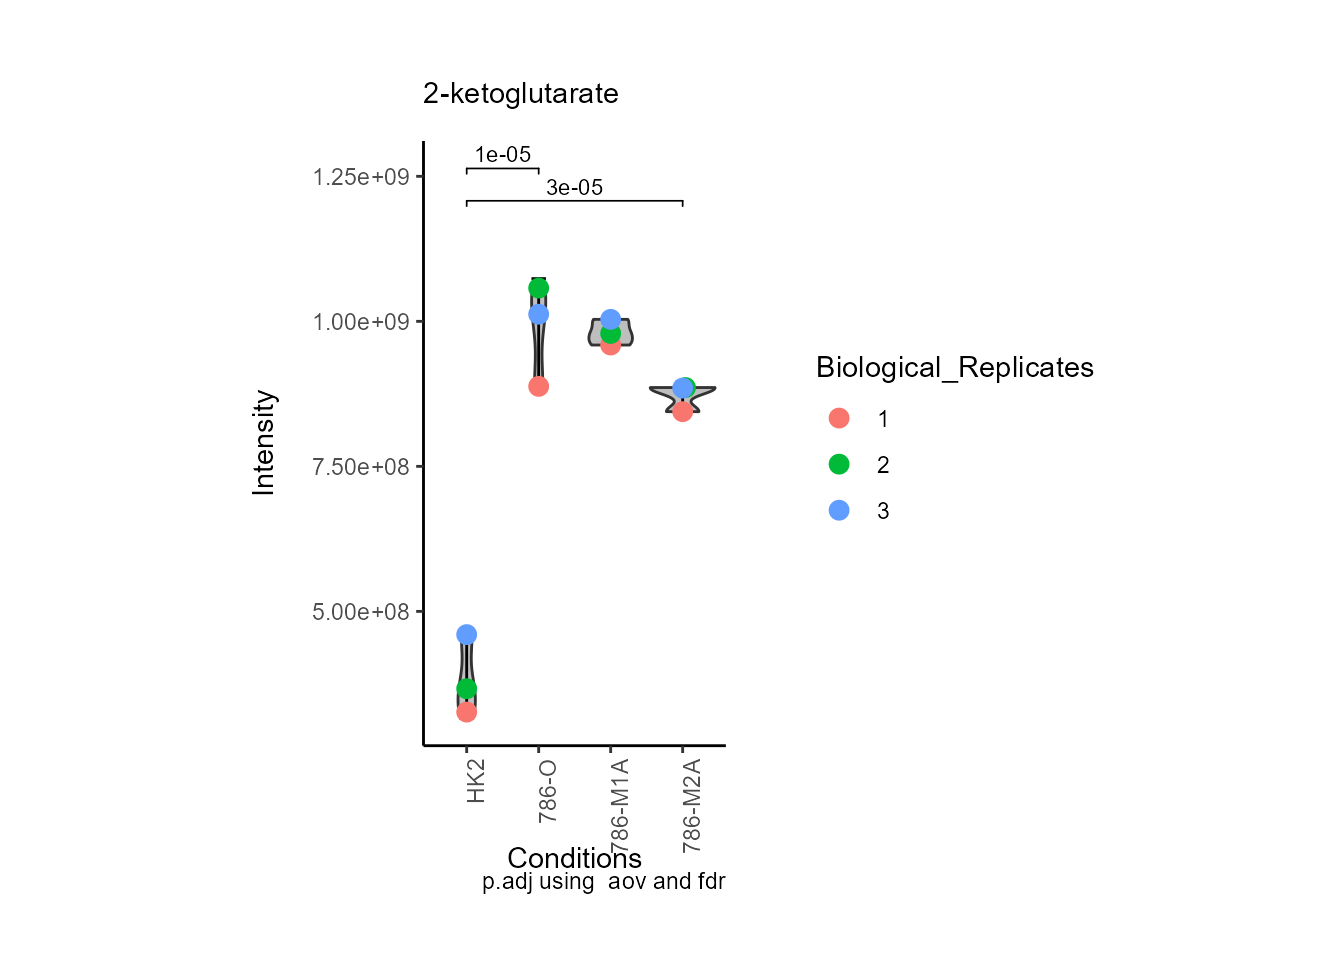 2-ketoglutarate
1e-05
3e-05
1.25e+09
1.00e+09
7.50e+08
5.00e+08
Intensity
HK2
786-O
786-M1A
786-M2A
Conditions
p.adj using  aov and fdr
Biological_Replicates
1
2
3